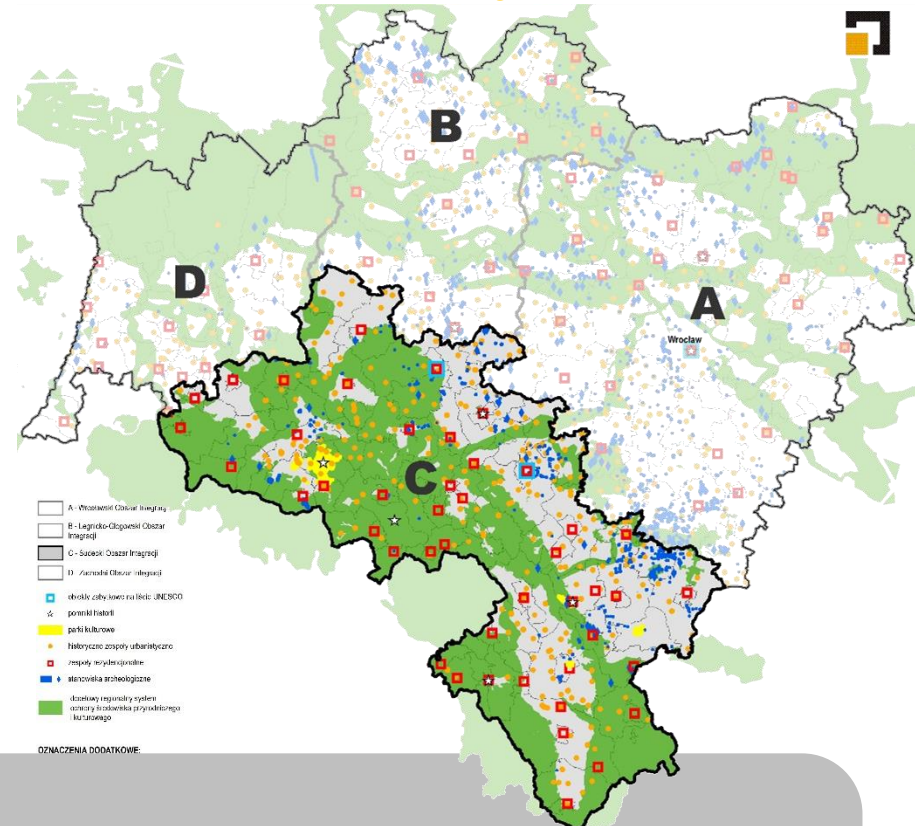 B
D
A
Wrocław
C
A - Wrocławski Obszar Integracji
B - Legnicko-Głogowski Obszar
Integracji
C - Sudecki Obszar Integracji
D - Zachodni Obszar Integracji
obiekty zabytkowe na liście UNESCO
pomniki historii
parki kulturowe
historyczne zespoły urbanistyczno
zespoły rezydencjonalne
stanowiska archeologiczne
docelowy regionalny system
ochrony środowiska przyrodniczego
i kulturowego
OZNACZENIA DODATKOWE: